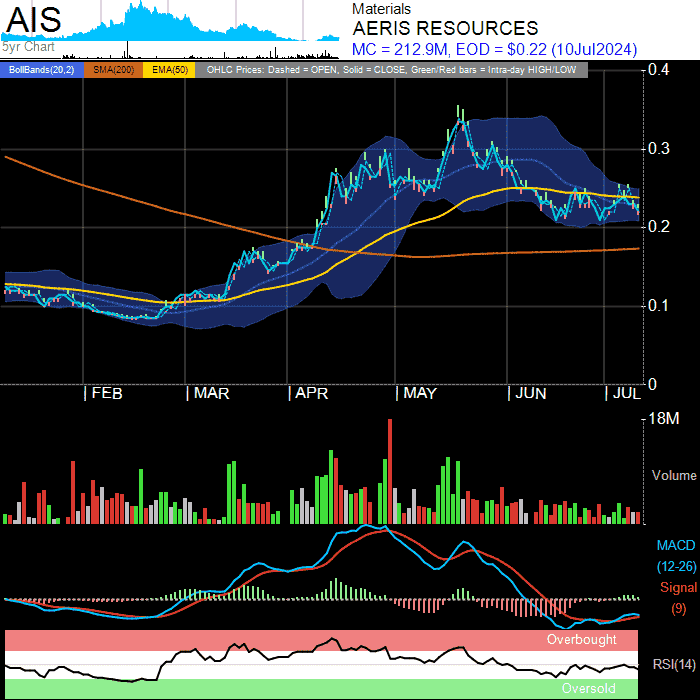 AIS
5yr Chart
Materials
AERIS RESOURCES
MC = 212.9M, EOD = $0.22 (10Jul2024)
BollBands(20,2) SMA(200) EMA(50) OHLC Prices: Dashed = OPEN, Solid = CLOSE, Green/Red bars = Intra-day HIGH/LOW
0.4
0.3
0.2
0.1
0
FEB MAR APR MAY JUN JUL
18M
Volume
MACD
(12-26)
Signal
(9)
Overbought
RSI(14)
Oversold